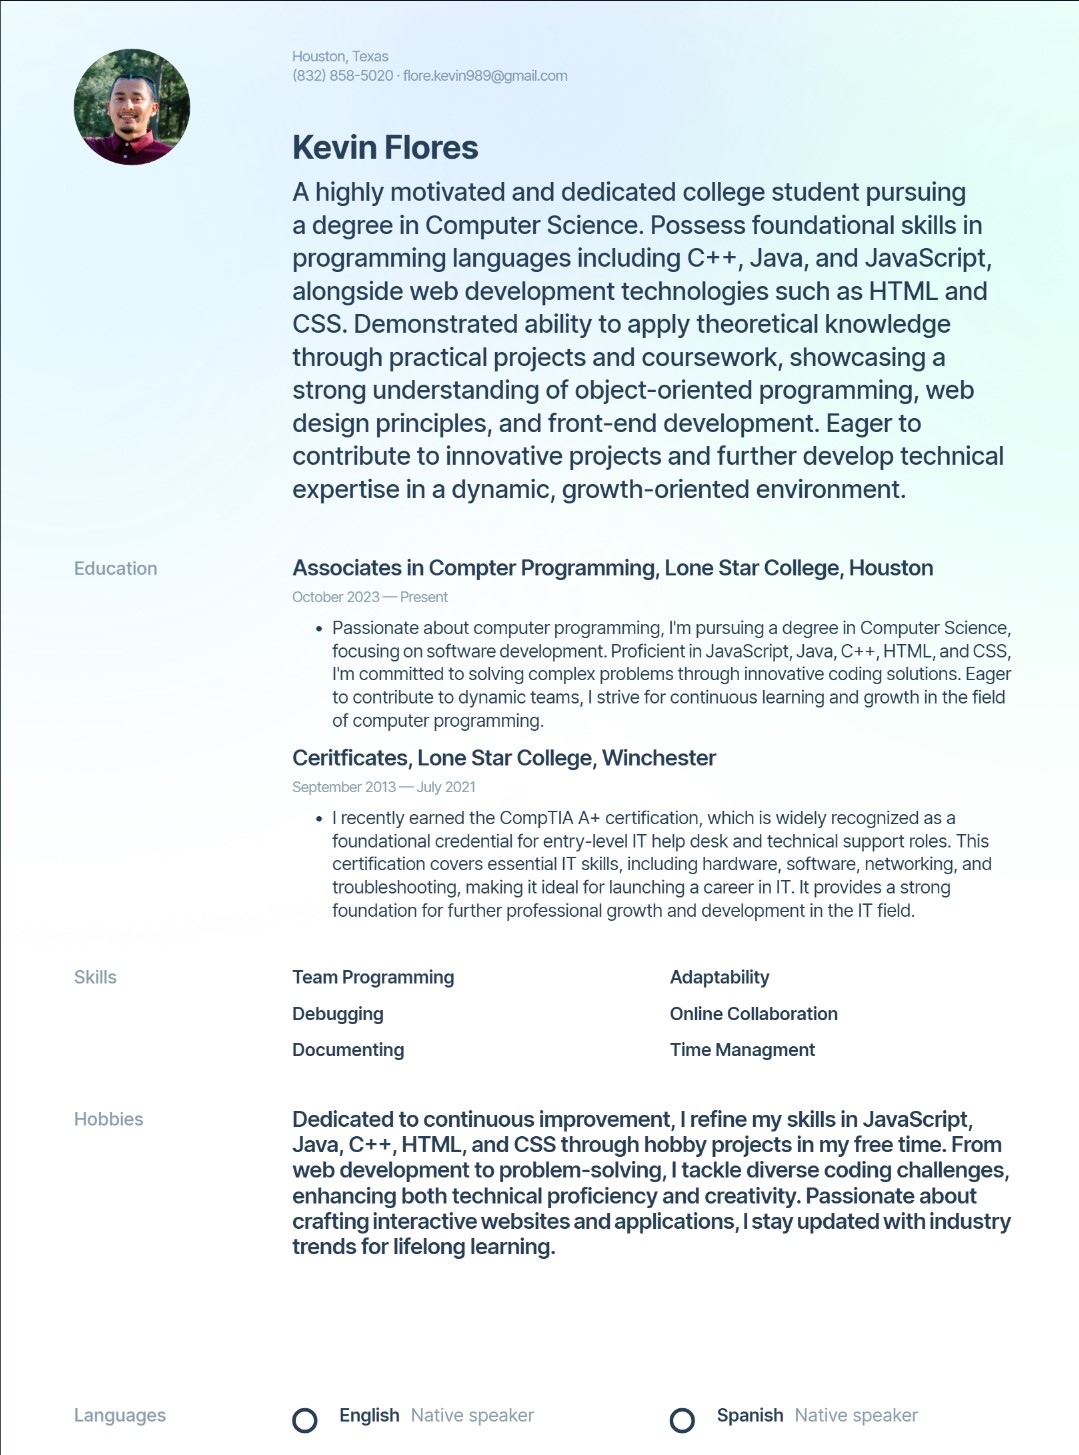 Houston, Texas
(832) 858-5020 · flore.kevin989@gmail.com
Kevin Flores
A highly motivated and dedicated college student pursuing
a degree in Computer Science. Possess foundational skills in
programming languages including C++, Java, and JavaScript,
alongside web development technologies such as HTML and
CSS. Demonstrated ability to apply theoretical knowledge
through practical projects and coursework, showcasing a
strong understanding of object-oriented programming, web
design principles, and front-end development. Eager to
contribute to innovative projects and further develop technical
expertise in a dynamic, growth-oriented environment.
Education
Associates in Compter Programming, Lone Star College, Houston
October 2023 — Present
• Passionate about computer programming, I'm pursuing a degree in Computer Science,
focusing on software development. Proficient in JavaScript, Java, C++, HTML, and CSS,
I'm committed to solving complex problems through innovative coding solutions. Eager
to contribute to dynamic teams, I strive for continuous learning and growth in the field
of computer programming.
Ceritficates, Lone Star College, Winchester
September 2013 — July 2021
• I recently earned the CompTIA A+ certification, which is widely recognized as a
foundational credential for entry-level IT help desk and technical support roles. This
certification covers essential IT skills, including hardware, software, networking, and
troubleshooting, making it ideal for launching a career in IT. It provides a strong
foundation for further professional growth and development in the IT field.
Skills
Team Programming
Adaptability
Debugging
Online Collaboration
Documenting
Time Managment
Hobbies
Dedicated to continuous improvement, I refine my skills in JavaScript,
Java, C++, HTML, and CSS through hobby projects in my free time. From
web development to problem-solving, I tackle diverse coding challenges,
enhancing both technical proficiency and creativity. Passionate about
crafting interactive websites and applications, I stay updated with industry
trends for lifelong learning.
Languages
English Native speaker
Spanish Native speaker